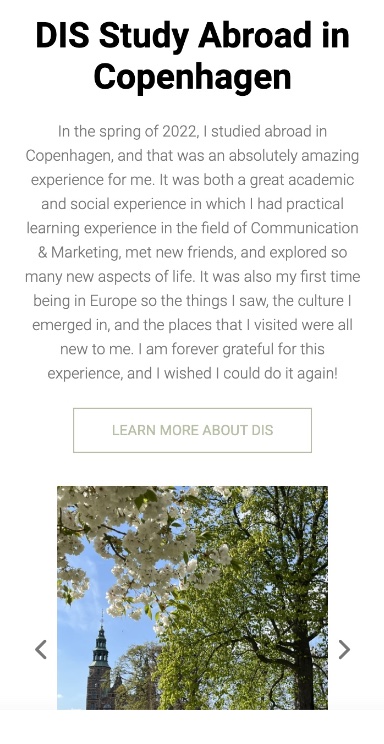 DIS Study Abroad in
Copenhagen
In the spring of 2022, I studied abroad in
Copenhagen, and that was an absolutely amazing
experience for me. It was both a great academic
and social experience in which I had practical
learning experience in the field of Communication
& Marketing, met new friends, and explored so
many new aspects of life. It was also my first time
being in Europe so the things I saw, the culture I
emerged in, and the places that I visited were all
new to me. I am forever grateful for this
experience, and I wished I could do it again!
LEARN MORE ABOUT DIS